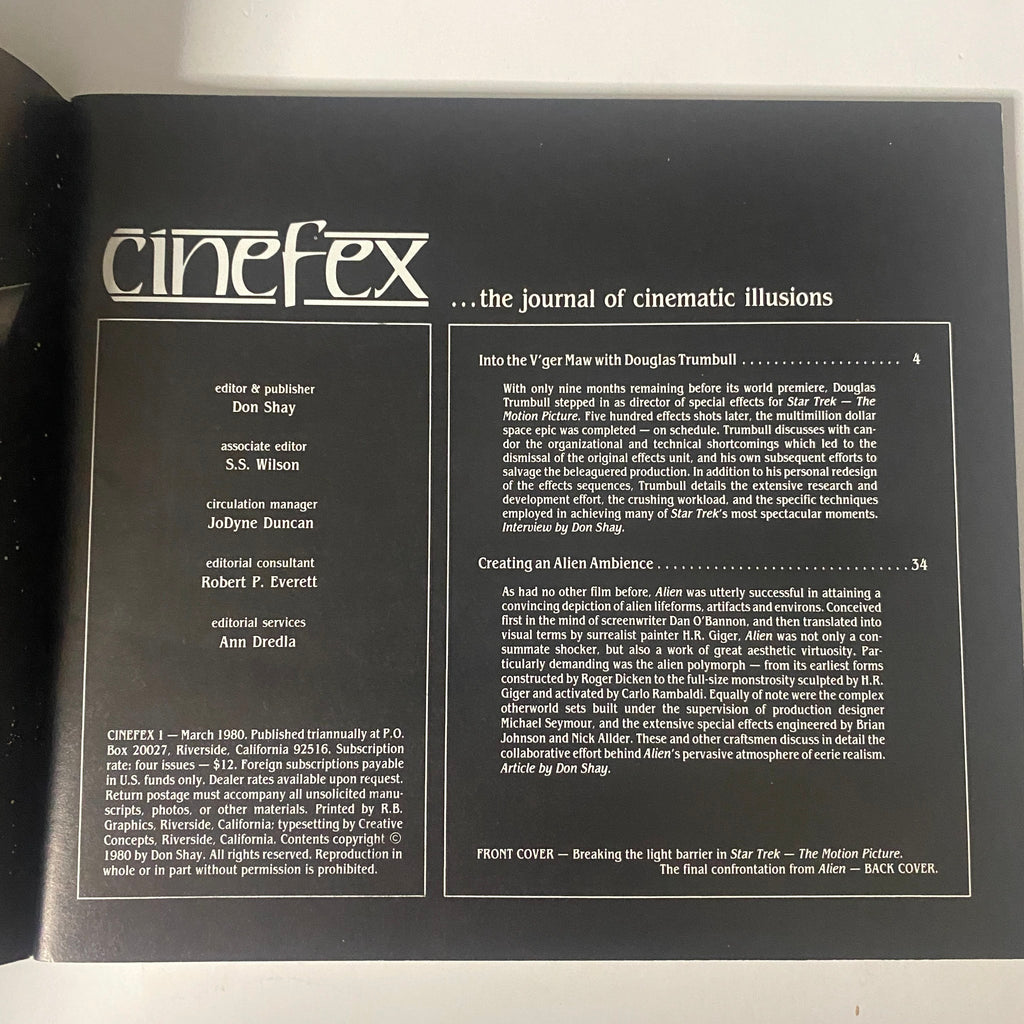 cinefex
...the journal of cinematic illusions
editor & publisher
Don Shay
associate editor
S.S. Wilson
circulation manager
JoDyne Duncan
editorial consultant
Robert P. Everett
editorial services
Ann Dredla
CINEFEX 1 — March 1980. Published triannually at P.O.
Box 20027, Riverside, California 92516. Subscription
rate: four issues — $12. Foreign subscriptions payable
in U.S. funds only. Dealer rates available upon request.
Return postage must accompany all unsolicited manu-
scripts, photos, or other materials. Printed by R.B.
Graphics, Riverside, California; typesetting by Creative
Concepts, Riverside, California. Contents copyright ©
1980 by Don Shay. All rights reserved. Reproduction in
whole or in part without permission is prohibited.
Into the V'ger Maw with Douglas Trumbull . . . . . . . . . . . . . . . . . . . . 4
With only nine months remaining before its world premiere, Douglas
Trumbull stepped in as director of special effects for Star Trek — The
Motion Picture. Five hundred effects shots later, the multimillion dollar
space epic was completed — on schedule. Trumbull discusses with can-
dor the organizational and technical shortcomings which led to the
dismissal of the original effects unit, and his own subsequent efforts to
salvage the beleaguered production. In addition to his personal redesign
of the effects sequences, Trumbull details the extensive research and
development effort, the crushing workload, and the specific techniques
employed in achieving many of Star Trek's most spectacular moments.
Interview by Don Shay.
Creating an Alien Ambience . . . . . . . . . . . . . . . . . . . . . . . . . . . . . . 34
As had no other film before, Alien was utterly successful in attaining a
convincing depiction of alien lifeforms, artifacts and environs. Conceived
first in the mind of screenwriter Dan O'Bannon, and then translated into
visual terms by surrealist painter H.R. Giger, Alien was not only a con-
summate shocker, but also a work of great aesthetic virtuosity. Par-
ticularly demanding was the alien polymorph — from its earliest forms
constructed by Roger Dicken to the full-size monstrosity sculpted by H.R.
Giger and activated by Carlo Rambaldi. Equally of note were the complex
otherworld sets built under the supervision of production designer
Michael Seymour, and the extensive special effects engineered by Brian
Johnson and Nick Allder. These and other craftsmen discuss in detail the
collaborative effort behind Alien's pervasive atmosphere of eerie realism.
Article by Don Shay.
FRONT COVER — Breaking the light barrier in Star Trek — The Motion Picture.
The final confrontation from Alien — BACK COVER.